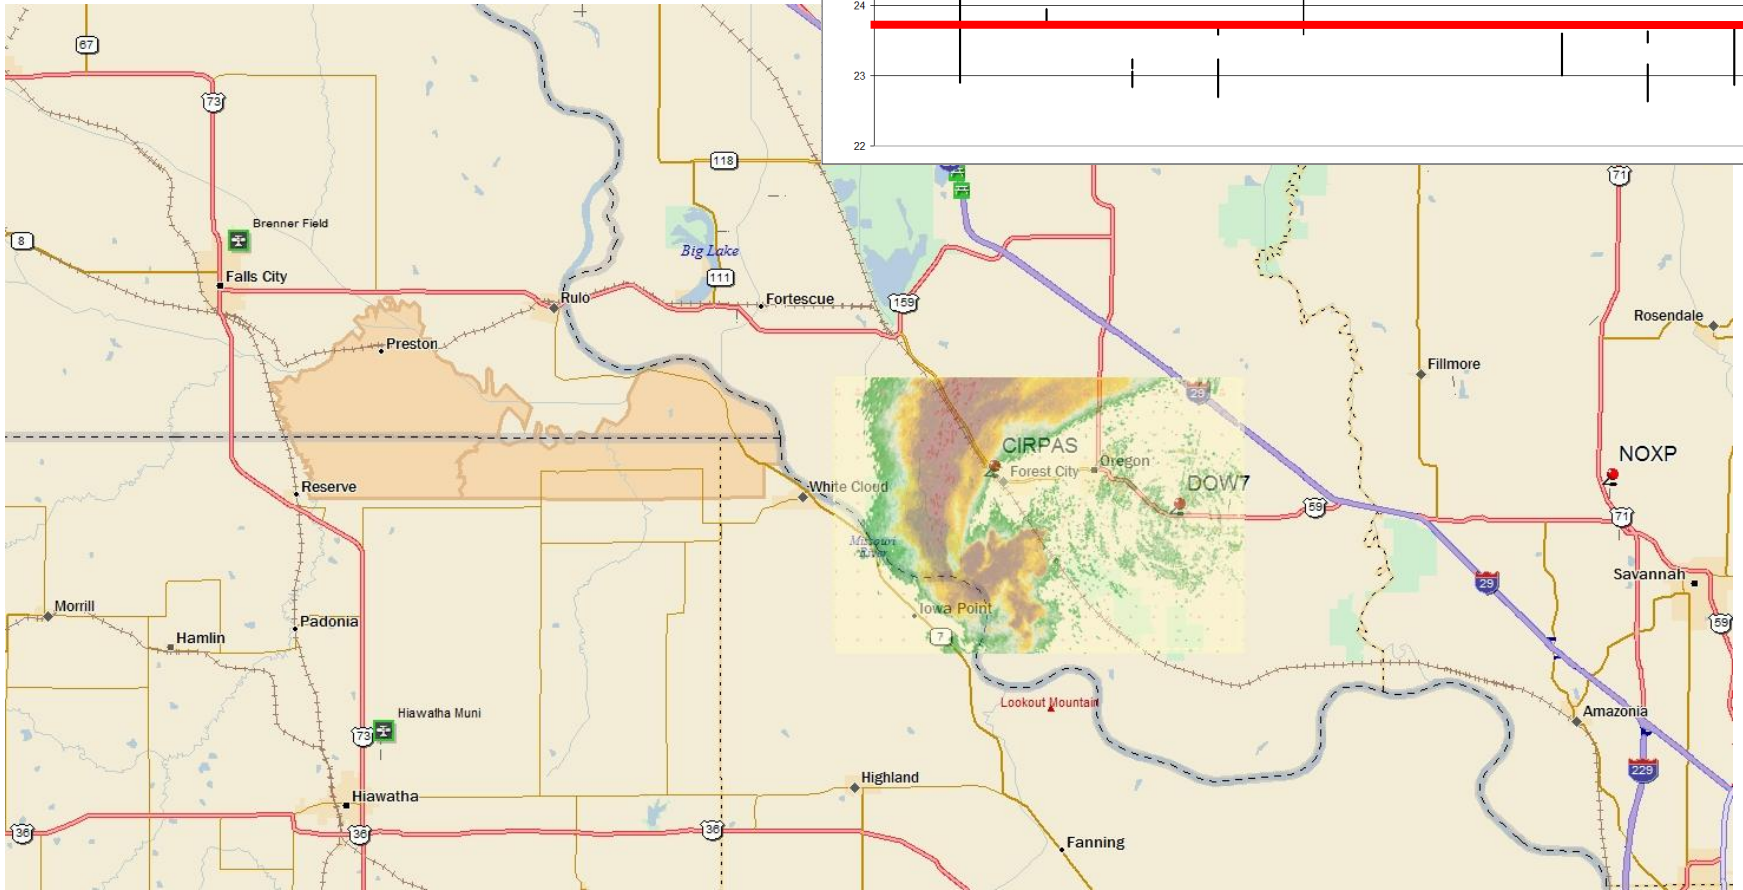 24
67
73
23
22
118
71
Brenner Field
8
Big Lake
Falls City
111
Rulo
Fortescue
159
Rosendale
Preston
Fillmore
29
CIRPAS
NOXP
Forest City
Oregon
Reserve
White Cloud
DOW7
59
71
Missouri
River
Savannah
29
Morrill
Iowa Point
Padonia
59
Hamlin
7
Lookout Mountain
Hiawatha Muni
Amazonia
73
229
Highland
Hiawatha
36
36
36
Fanning